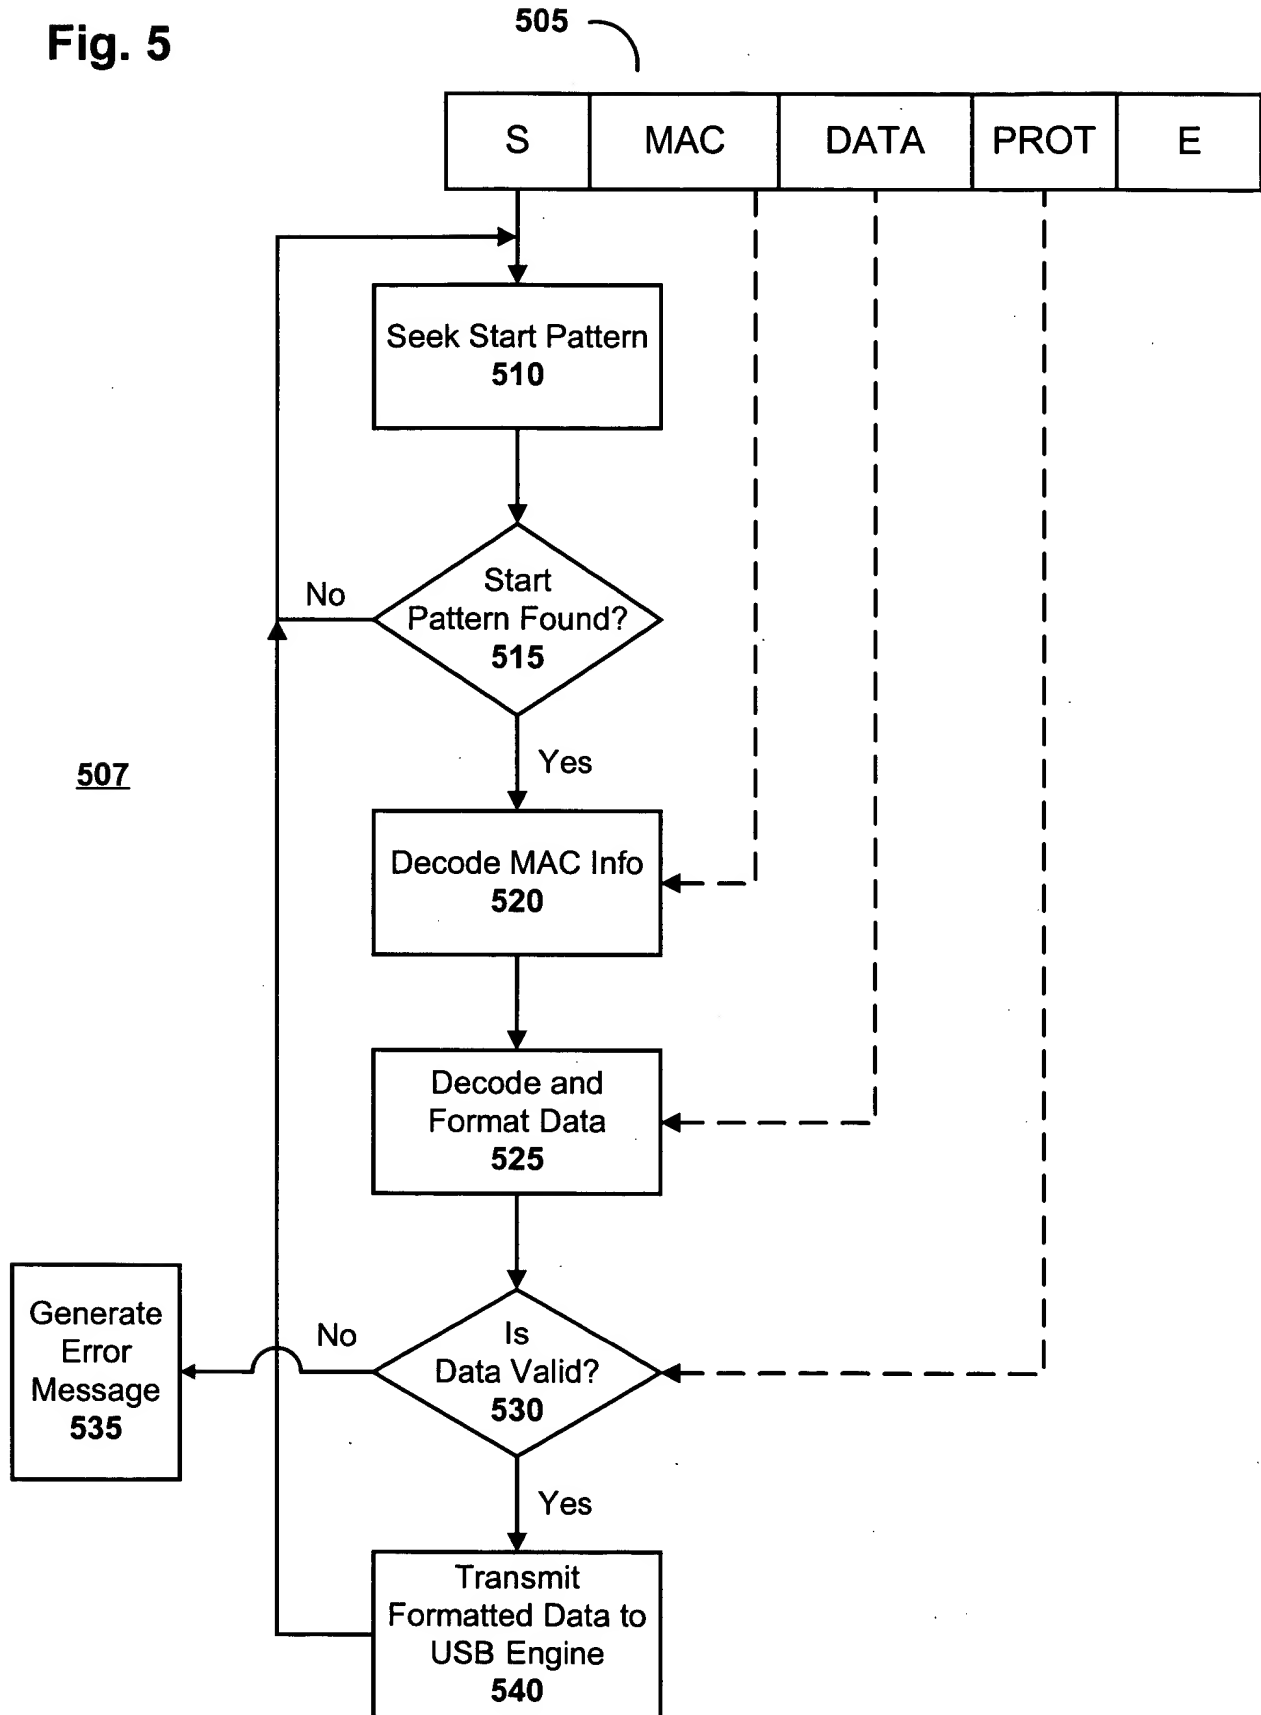 Fig. 5
505
S MAC DATA PROT E
Seek Start Pattern
510
Start
Pattern Found?
515
No
Yes
507
Decode MAC Info
520
Decode and
Format Data
525
Is
Data Valid?
530
No
Generate
Error
Message
535
Yes
Transmit
Formatted Data to
USB Engine
540